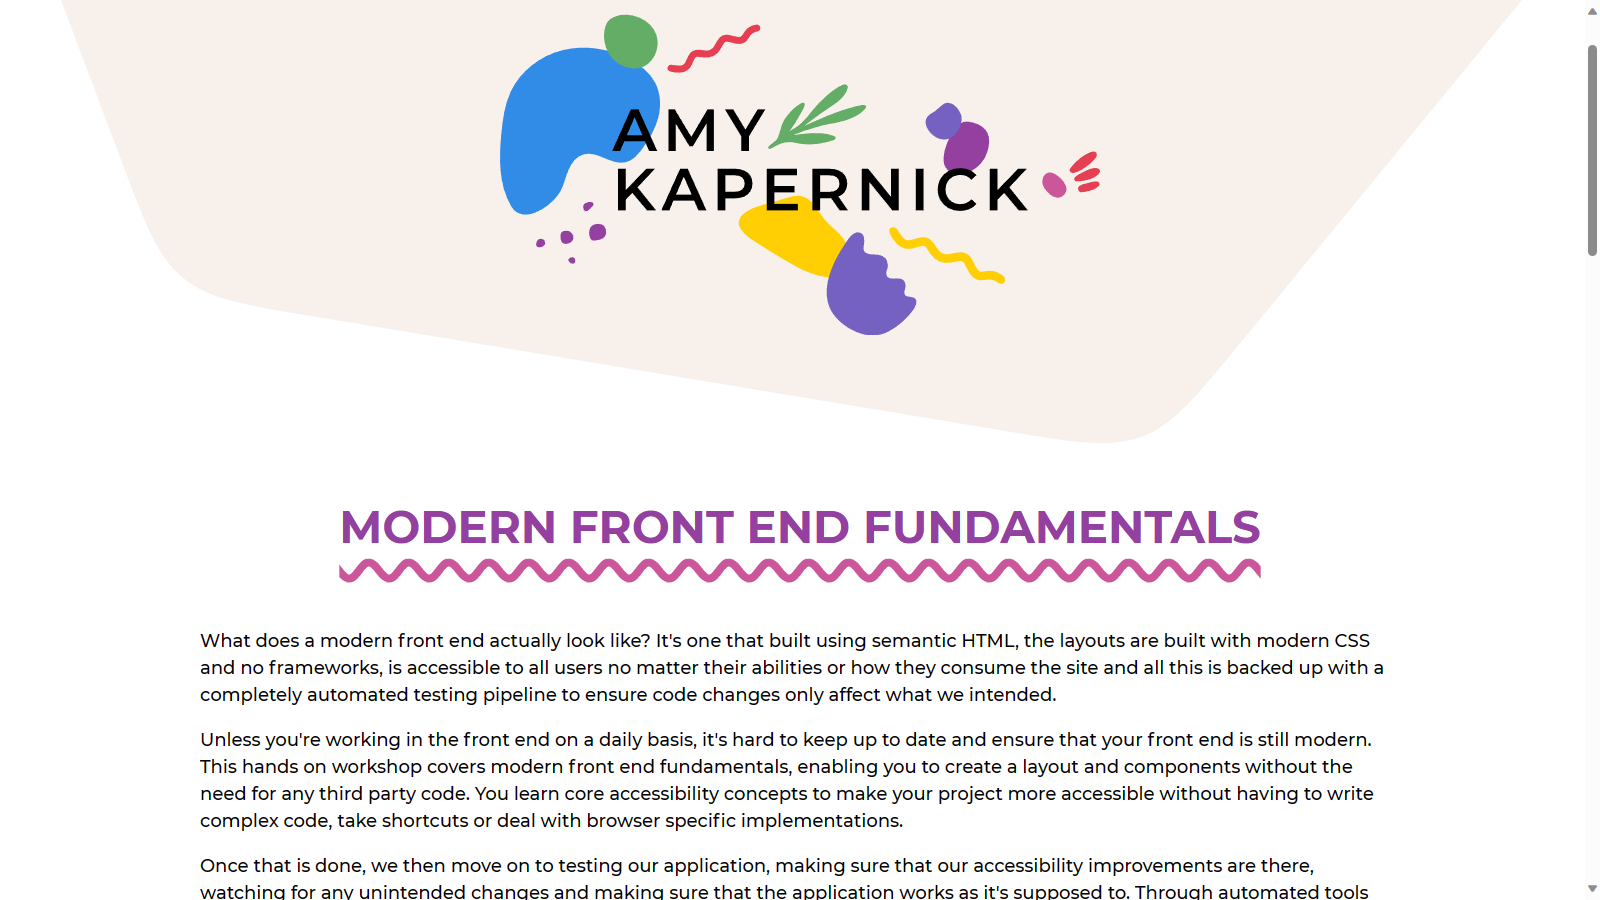 AMY
KAPERNICK
MODERN FRONT END FUNDAMENTALS
What does a modern front end actually look like? It's one that built using semantic HTML, the layouts are built with modern CSS
and no frameworks, is accessible to all users no matter their abilities or how they consume the site and all this is backed up with a
completely automated testing pipeline to ensure code changes only affect what we intended.
Unless you're working in the front end on a daily basis, it's hard to keep up to date and ensure that your front end is still modern.
This hands on workshop covers modern front end fundamentals, enabling you to create a layout and components without the
need for any third party code. You learn core accessibility concepts to make your project more accessible without having to write
complex code, take shortcuts or deal with browser specific implementations.
Once that is done, we then move on to testing our application, making sure that our accessibility improvements are there,
watching for any unintended changes and making sure that the application works as it's supposed to. Through automated tools